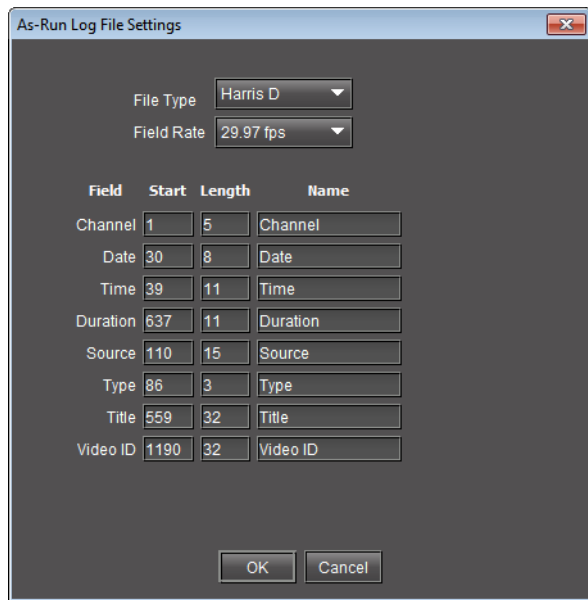 As-Run Log File Settings
File Type Harris D
Field Rate 29.97 fps
Field Start Length Name
Channel 1 5 Channel
Date 30 8 Date
Time 39 11 Time
Duration 637 11 Duration
Source 110 15 Source
Type 86 3 Type
Title 559 32 Title
Video ID 1190 32 Video ID
OK Cancel